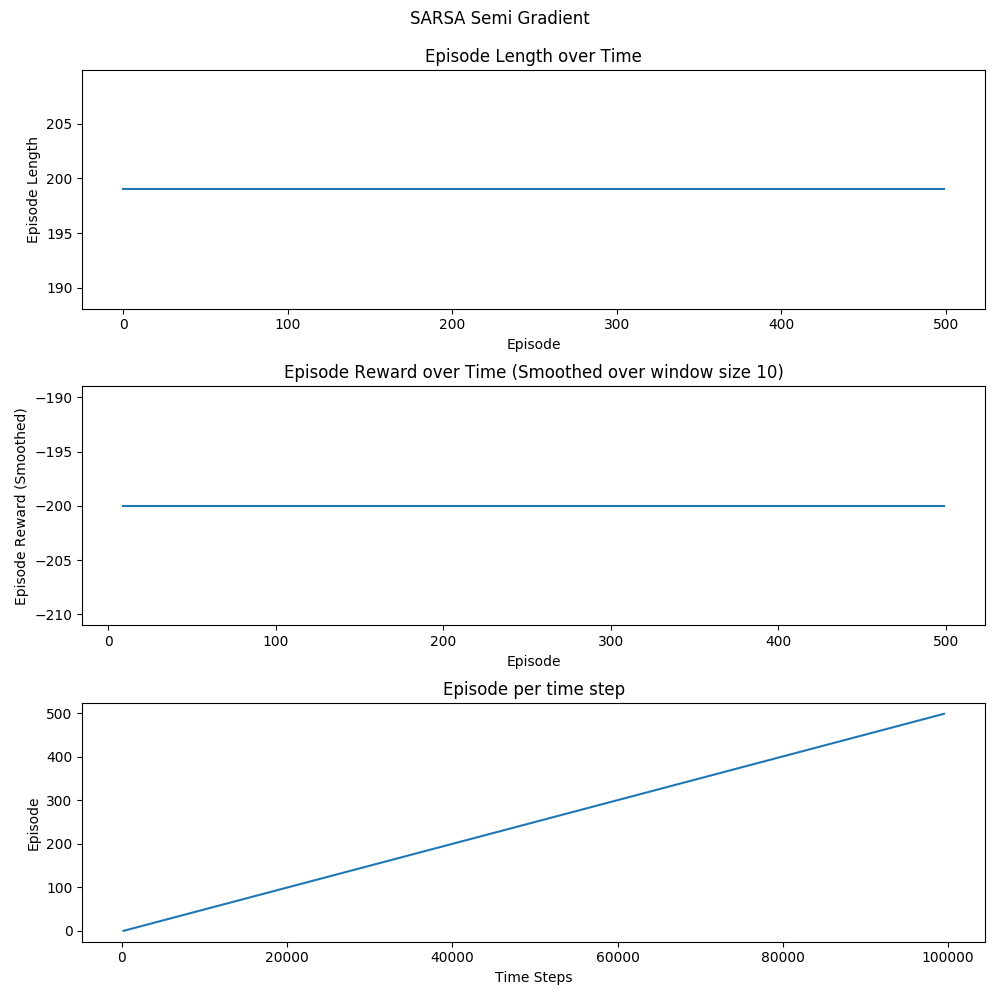 SARSA Semi Gradient
Episode Length over Time
205
200
195
190
Episode Length
0 100 200 300 400 500
Episode
Episode Reward over Time (Smoothed over window size 10)
−190
−195
−200
−205
−210
Episode Reward (Smoothed)
0 100 200 300 400 500
Episode
Episode per time step
500
400
300
200
100
0
Episode
0 20000 40000 60000 80000 100000
Time Steps